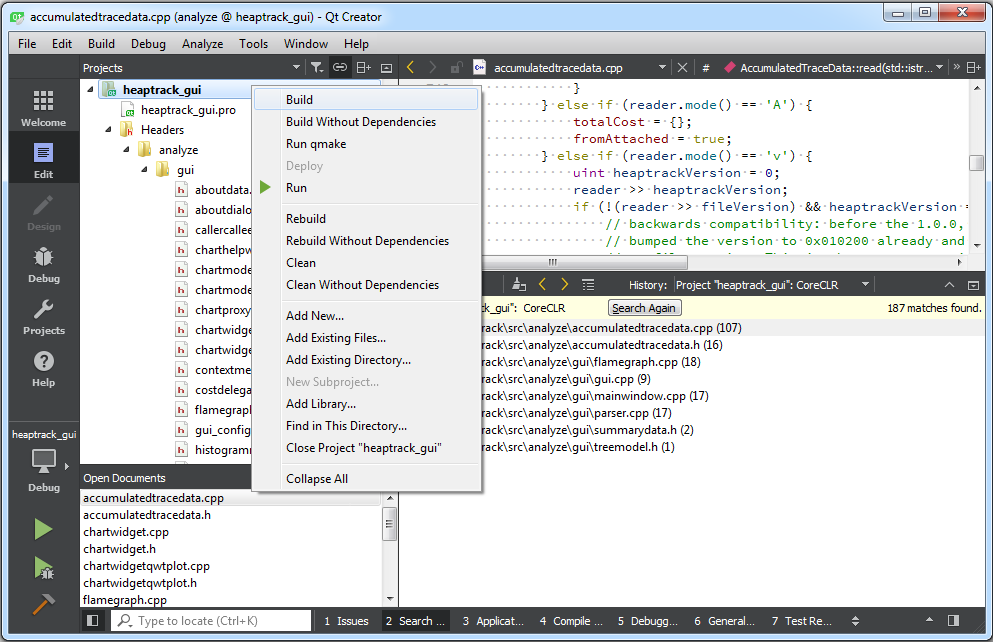 accumulatedtracedata.cpp (analyze @ heaptrack_gui) - Qt Creator
File Edit Build Debug Analyze Tools Window Help
Projects
accumulatedtracedata.cpp
# AccumulatedTraceData::read(std::istr...
Welcome
Edit
Design
Debug
Projects
Help
heaptrack_gui
Debug
heaptrack_gui
heaptrack_gui.pro
Headers
analyze
gui
aboutdata.
aboutdialo
callercallee
charthelpw
chartmode
chartmode
chartproxy
chartwidge
chartwidge
contextme
costdelega
flamegraph
gui_config
histogramr
Build
Build Without Dependencies
Run qmake
Deploy
Run
Rebuild
Rebuild Without Dependencies
Clean
Clean Without Dependencies
Add New...
Add Existing Files...
Add Existing Directory...
New Subproject...
Add Library...
Find in This Directory...
Close Project "heaptrack_gui"
Collapse All
}
} else if (reader.mode() == 'A') {
totalCost = {};
fromAttached = true;
} else if (reader.mode() == 'v') {
uint heaptrackVersion = 0;
reader >> heaptrackVersion;
if (!(reader >> fileVersion) && heaptrackVersion =
// backwards compatibility: before the 1.0.0,
// bumped the version to 0x010200 already and
History: Project "heaptrack_gui": CoreCLR
ck_gui": CoreCLR Search Again 187 matches found.
rack\src\analyze\accumulatedtracedata.cpp (107)
rack\src\analyze\accumulatedtracedata.h (16)
rack\src\analyze\gui\flamegraph.cpp (18)
rack\src\analyze\gui\gui.cpp (9)
rack\src\analyze\gui\mainwindow.cpp (17)
rack\src\analyze\gui\parser.cpp (17)
rack\src\analyze\gui\summarydata.h (2)
rack\src\analyze\gui\treemodel.h (1)
Open Documents
accumulatedtracedata.cpp
accumulatedtracedata.h
chartwidget.cpp
chartwidget.h
chartwidgetqwtplot.cpp
chartwidgetqwtplot.h
flamegraph.cpp
Type to locate (Ctrl+K)
1 Issues 2 Search ... 3 Applicat... 4 Compile ... 5 Debugg... 6 General... 7 Test Re...